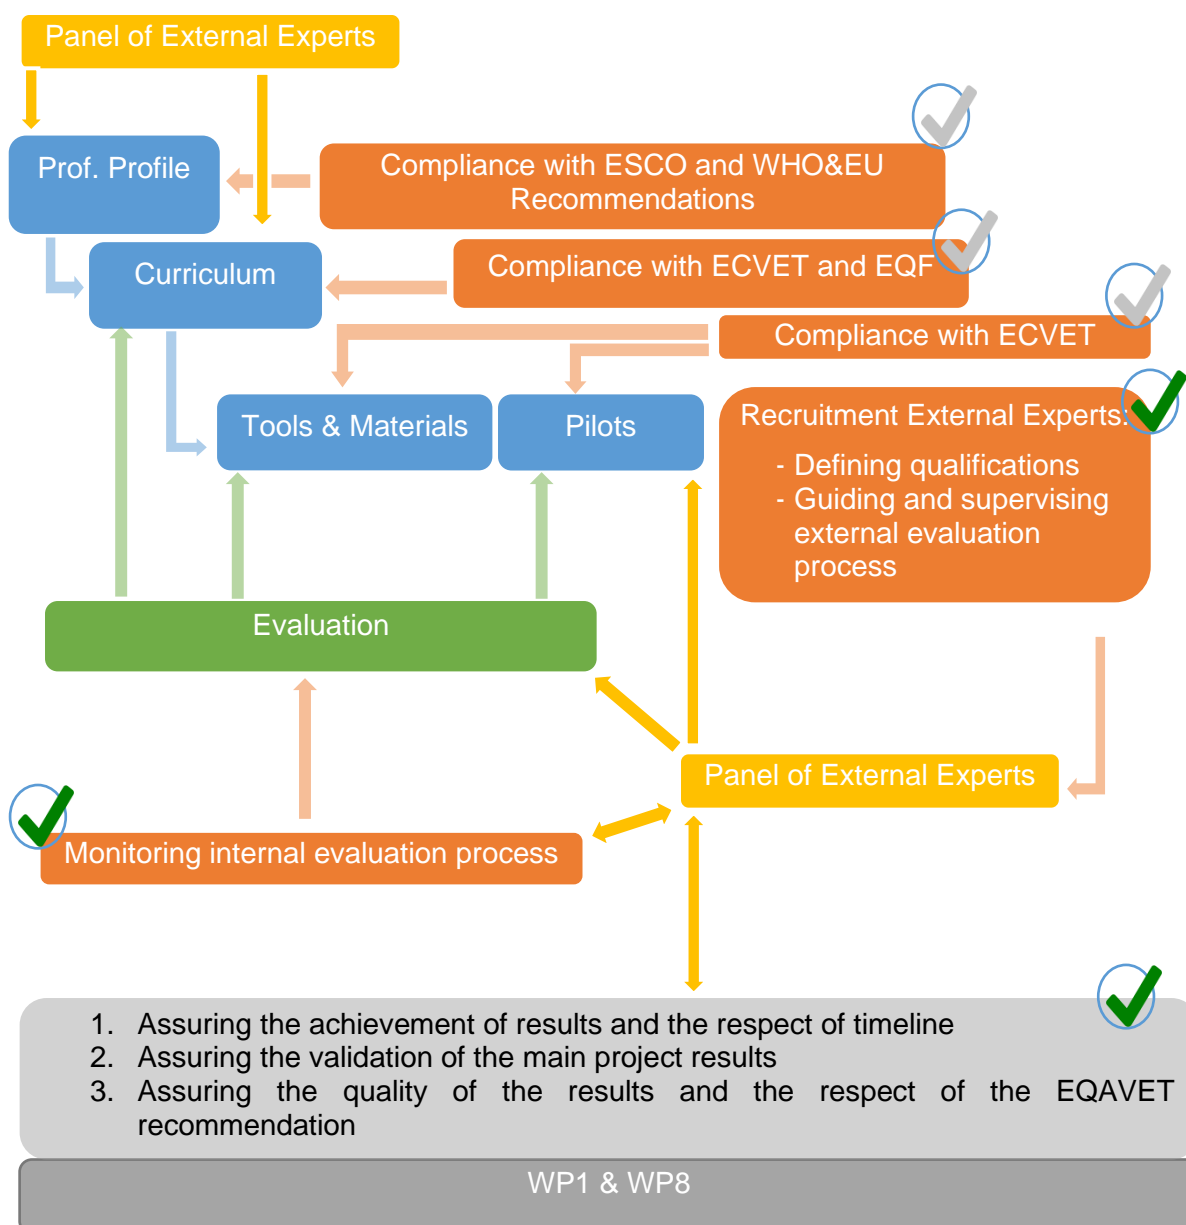 Panel of External Experts
Prof. Profile
Compliance with ESCO and WHO&EU
Recommendations
Curriculum
Compliance with ECVET and EQF
Compliance with ECVET
Tools & Materials
Pilots
Recruitment External Experts:
- Defining qualifications
- Guiding and supervising
external evaluation
process
Evaluation
Panel of External Experts
Monitoring internal evaluation process
1. Assuring the achievement of results and the respect of timeline
2. Assuring the validation of the main project results
3. Assuring the quality of the results and the respect of the EQAVET
recommendation
WP1 & WP8